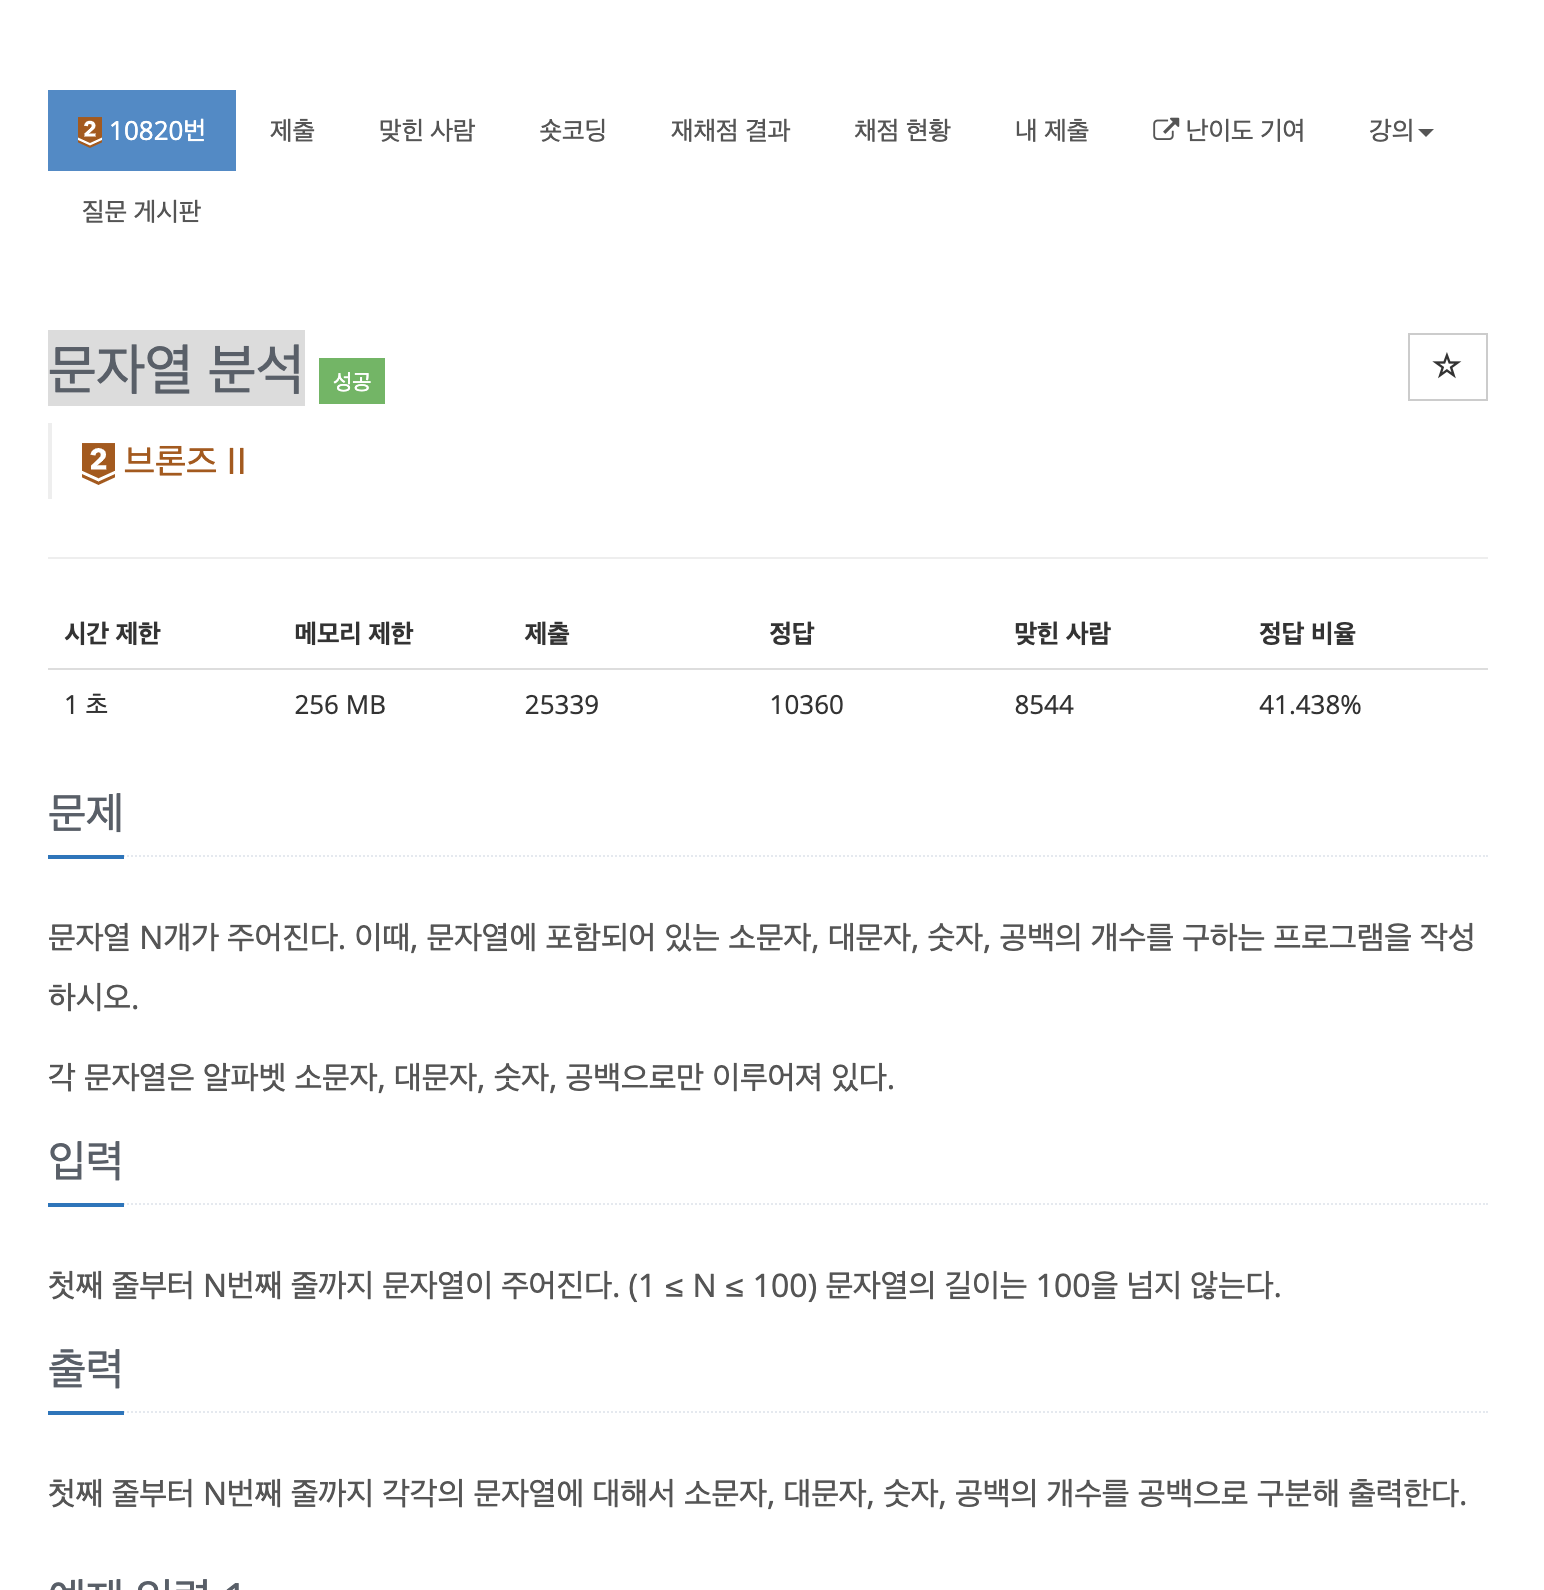 2 10820번 제출 맞힌 사람 숏코딩 재채점 결과 채점 현황 내 제출 난이도 기여 강의
질문 게시판
문자열 분석 성공
2 브론즈 II
시간 제한 메모리 제한 제출 정답 맞힌 사람 정답 비율
1 초 256 MB 25339 10360 8544 41.438%
문제
문자열 N개가 주어진다. 이때, 문자열에 포함되어 있는 소문자, 대문자, 숫자, 공백의 개수를 구하는 프로그램을 작성
하시오.
각 문자열은 알파벳 소문자, 대문자, 숫자, 공백으로만 이루어져 있다.
입력
첫째 줄부터 N번째 줄까지 문자열이 주어진다. (1 ≤ N ≤ 100) 문자열의 길이는 100을 넘지 않는다.
출력
첫째 줄부터 N번째 줄까지 각각의 문자열에 대해서 소문자, 대문자, 숫자, 공백의 개수를 공백으로 구분해 출력한다.
예제 입력 1